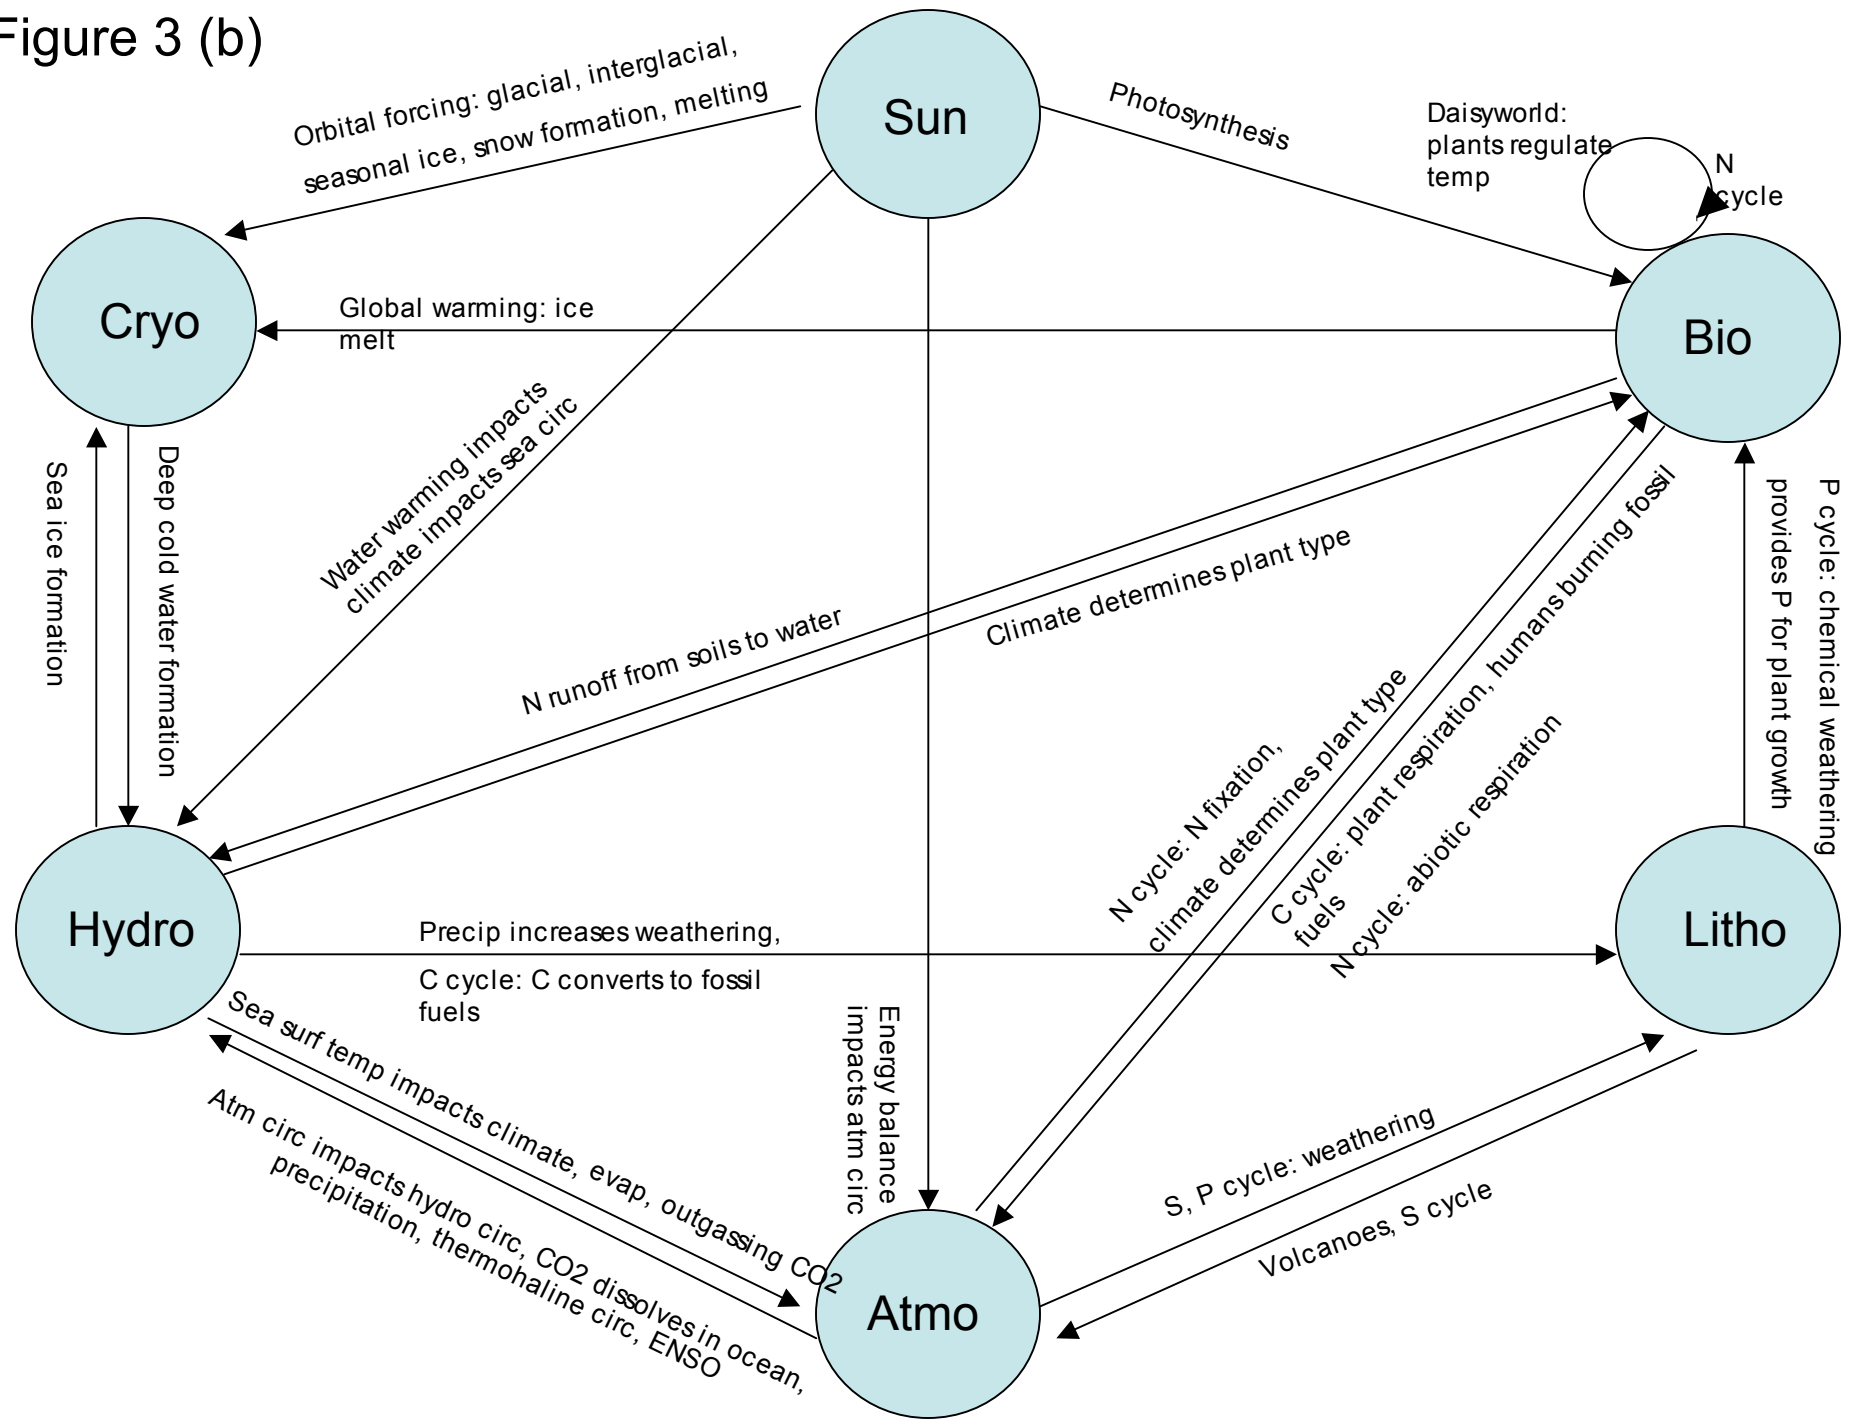 Figure 3 (b)
Orbital forcing: glacial, interglacial,
seasonal ice, snow formation, melting
Sun
Photosynthesis
Daisyworld:
plants regulate
temp
N
cycle
Cryo
Global warming: ice
melt
Bio
Water warming impacts
climate impacts sea circ
Sea ice formation
Deep cold water formation
N runoff from soils to water
Climate determines plant type
N cycle: N fixation,
climate determines plant type
C cycle: plant respiration, humans burning fossil
fuels
N cycle: abiotic respiration
P cycle: chemical weathering
provides P for plant growth
Hydro
Precip increases weathering,
C cycle: C converts to fossil
fuels
Litho
Sea surf temp impacts climate, evap, outgassing CO2
Atm circ impacts hydro circ, CO2 dissolves in ocean,
precipitation, thermohaline circ, ENSO
Energy balance
impacts atm circ
S, P cycle: weathering
Volcanoes, S cycle
Atmo